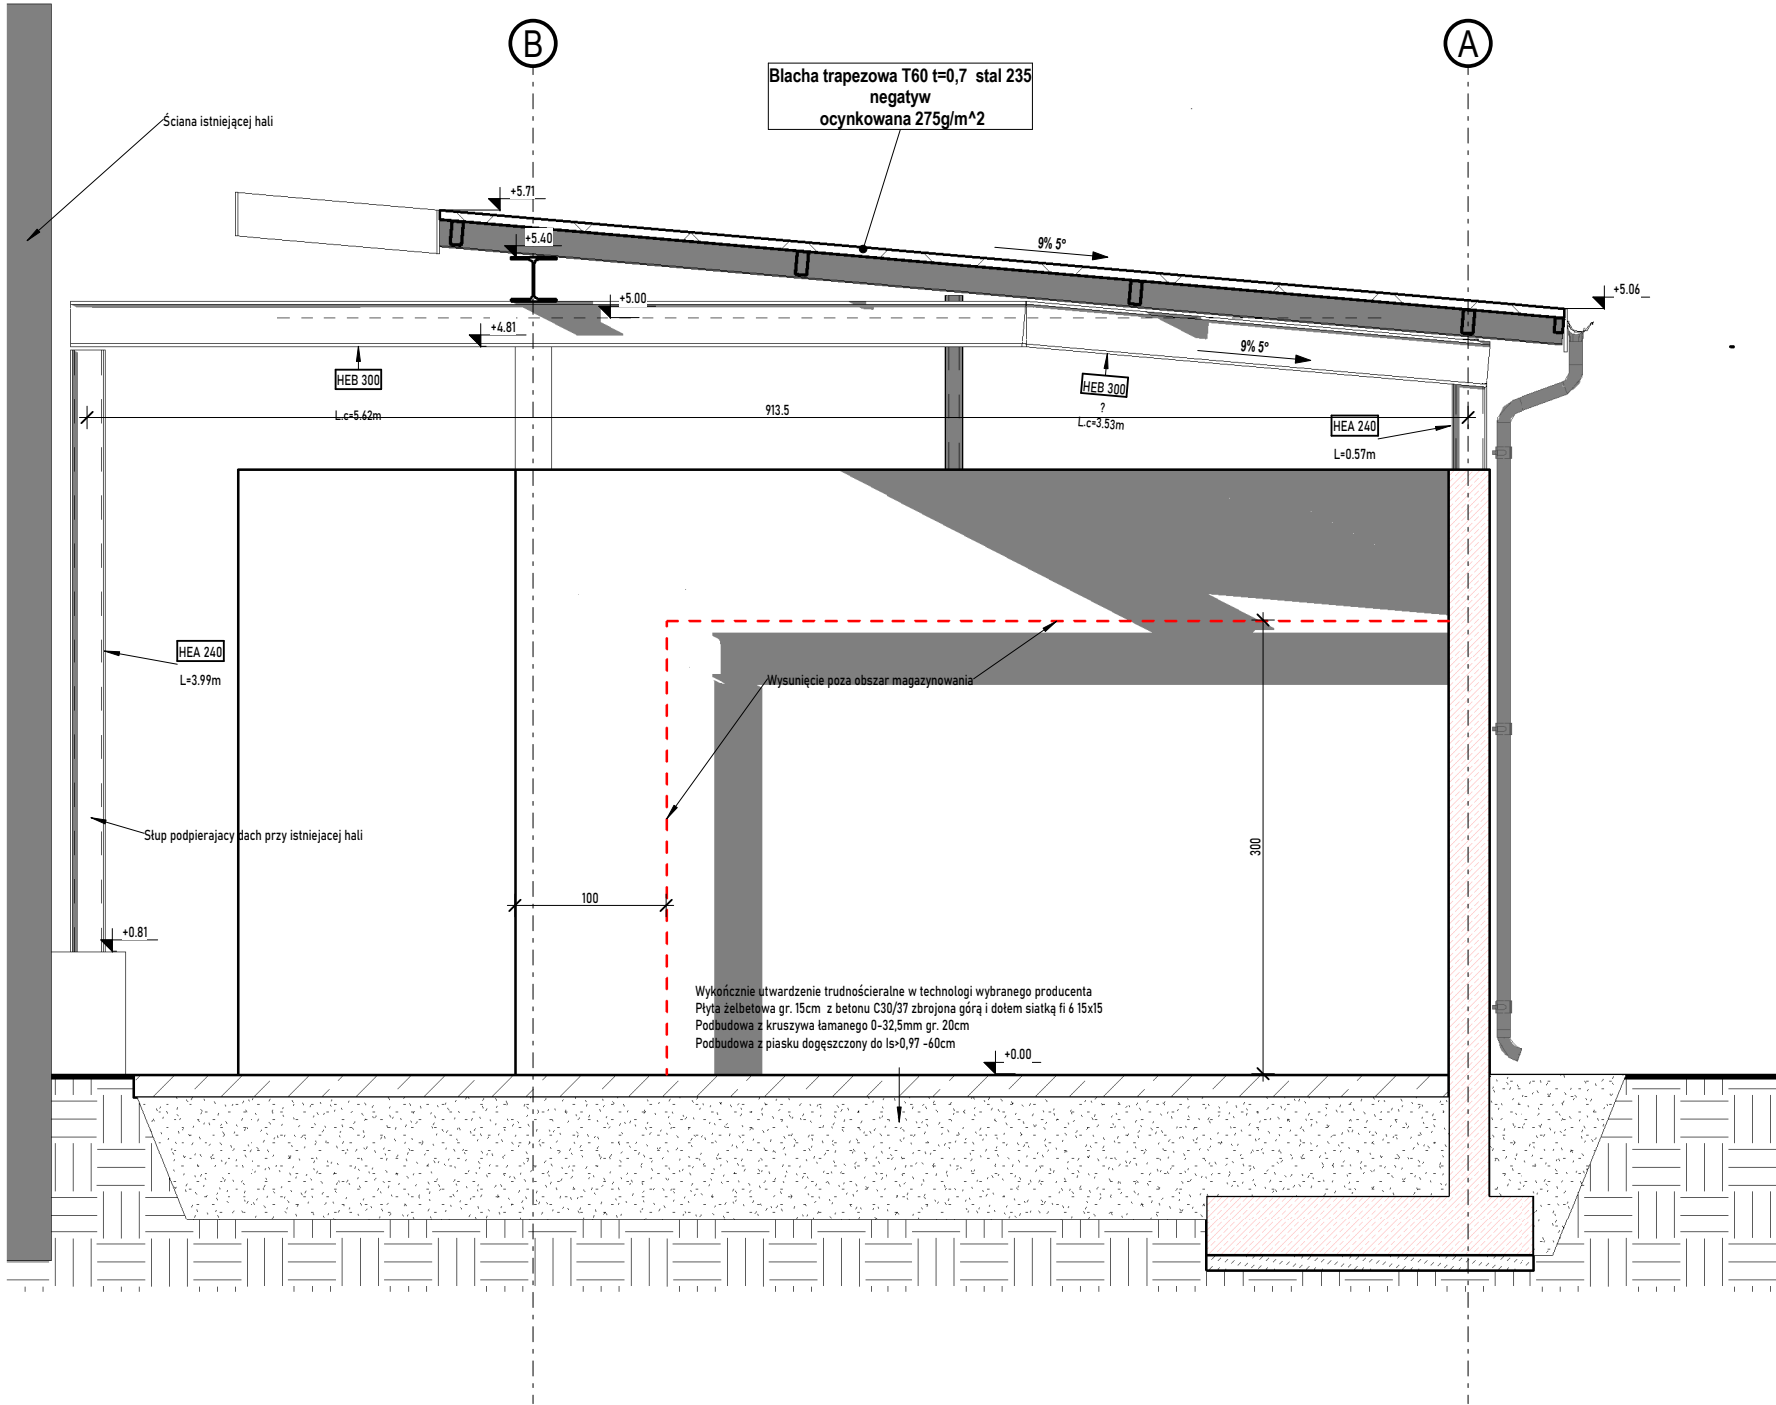 B
A
Blacha trapezowa T60 t=0,7 stal 235
negatyw
ocynkowana 275g/m^2
Ściana istniejącej hali
+5.71
+5.40
9% 5°
+5.06
+5.00
+4.81
9% 5°
HEB 300
L.c=5.62m
913.5
HEB 300
?
L.c=3.53m
HEA 240
L=0.57m
HEA 240
L=3.99m
Wysunięcie poza obszar magazynowania
300
Słup podpierajacy dach przy istniejacej hali
100
+0.81
Wykończnie utwardzenie trudnościeralne w technologi wybranego producenta
Płyta żelbetowa gr. 15cm z betonu C30/37 zbrojona górą i dołem siatką fi 6 15x15
Podbudowa z kruszywa łamanego 0-32,5mm gr. 20cm
Podbudowa z piasku dogęszczony do Is>0,97 -60cm
+0.00